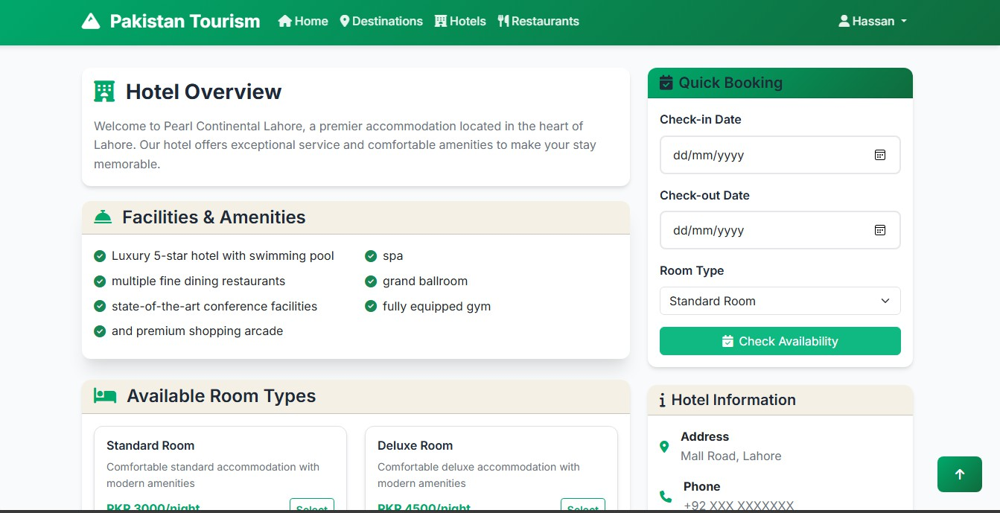 Pakistan Tourism Home Destinations Hotels Restaurants Hassan
Hotel Overview
Welcome to Pearl Continental Lahore, a premier accommodation located in the heart of
Lahore. Our hotel offers exceptional service and comfortable amenities to make your stay
memorable.
Facilities & Amenities
Luxury 5-star hotel with swimming pool
spa
multiple fine dining restaurants
grand ballroom
state-of-the-art conference facilities
fully equipped gym
and premium shopping arcade
Available Room Types
Standard Room
Comfortable standard accommodation with
modern amenities
PKR 3000/night
Select
Deluxe Room
Comfortable deluxe accommodation with
modern amenities
PKR 4500/night
Select
Quick Booking
Check-in Date
dd/mm/yyyy
Check-out Date
dd/mm/yyyy
Room Type
Standard Room
Check Availability
Hotel Information
Address
Mall Road, Lahore
Phone
+92 XXX XXXXXXX